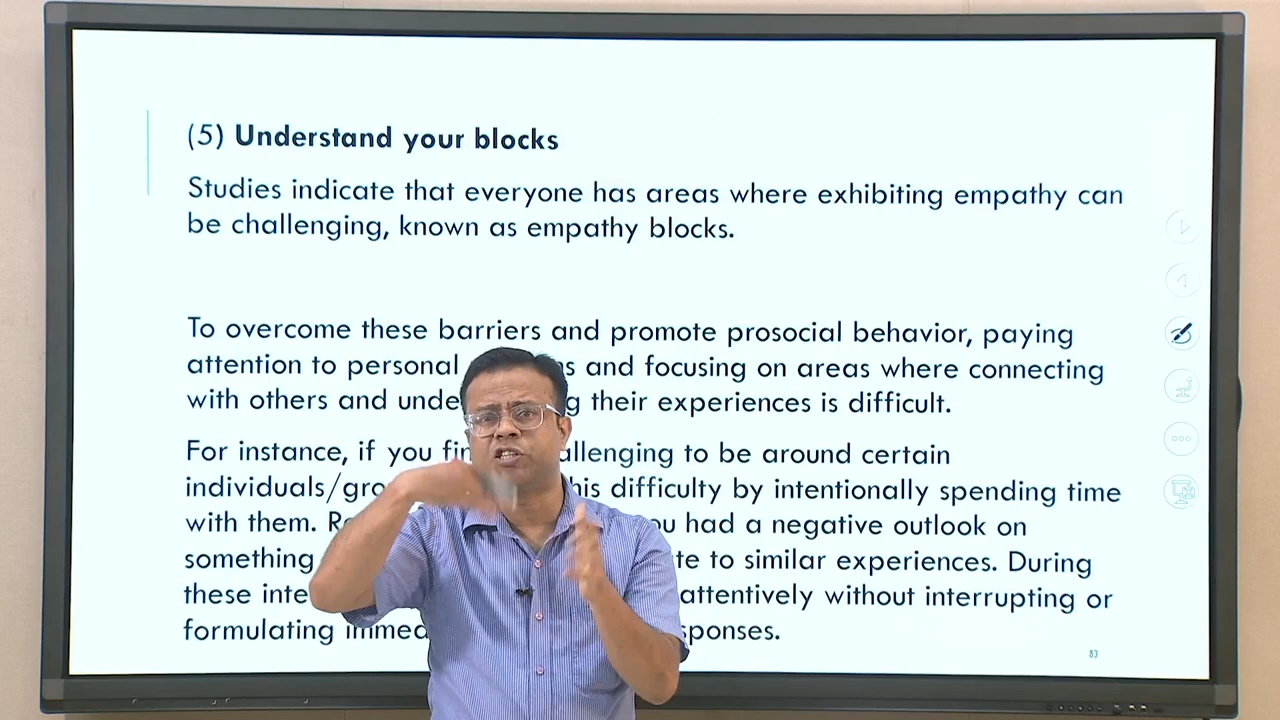 (5) Understand your blocks
Studies indicate that everyone has areas where exhibiting empathy can
be challenging, known as empathy blocks.
To overcome these barriers and promote prosocial behavior, paying
attention to personal and focusing on areas where connecting
with others and their experiences is difficult.
For instance, if you allenging to be around certain
individuals/gro his difficulty by intentionally spending time
with them. ou had a negative outlook on
something te to similar experiences. During
these inte attentively without interrupting or
formulating immed sponses.
83